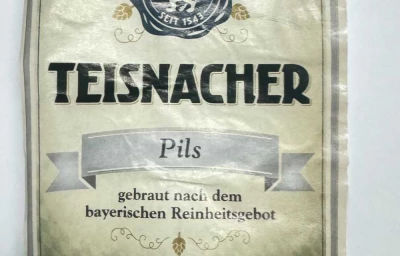 SEIT 1543
TEISNACHER
Pils
gebraut nach dem
bayerischen Reinheitsgebot